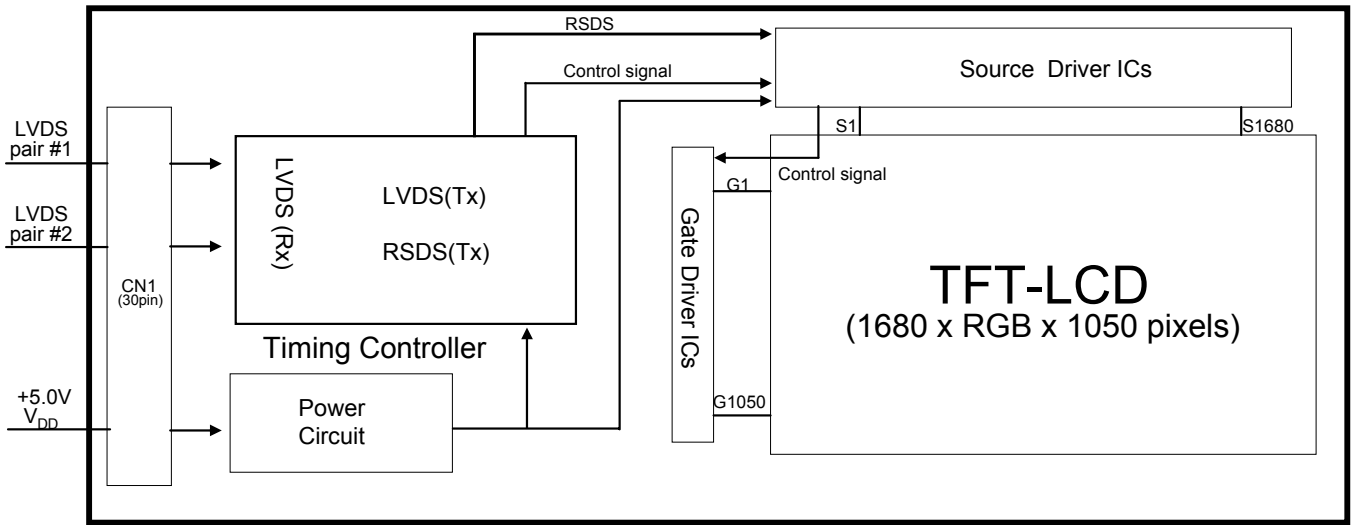 RSDS
Source Driver ICs
Control signal
LVDS
pair #1
S1
S1680
LVDS (Rx)
LVDS(Tx)
Control signal
G1
LVDS
pair #2
RSDS(Tx)
Gate Driver ICs
CN1
(30pin)
TFT-LCD
(1680 x RGB x 1050 pixels)
Timing Controller
+5.0V
VDD
Power
Circuit
G1050